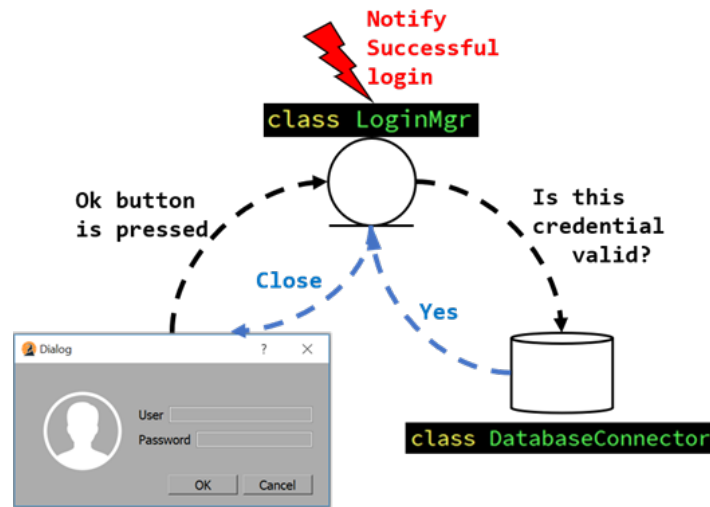 Notify
Successful
login
class LoginMgr
Ok button
is pressed
Is this
credential
valid?
Close
Yes
Dialog
?
User
Password
OK
Cancel
class DatabaseConnector